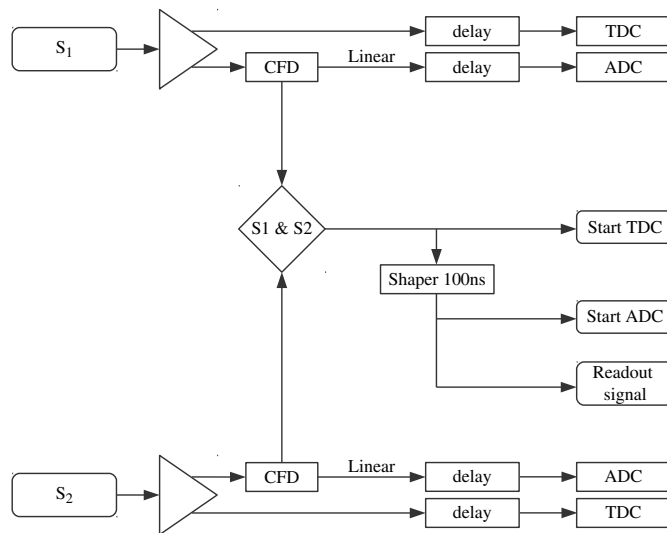 delay
TDC
S1
CFD
Linear
delay
ADC
S1 & S2
Start TDC
Shaper 100ns
Start ADC
Readout
signal
S2
CFD
Linear
delay
ADC
delay
TDC